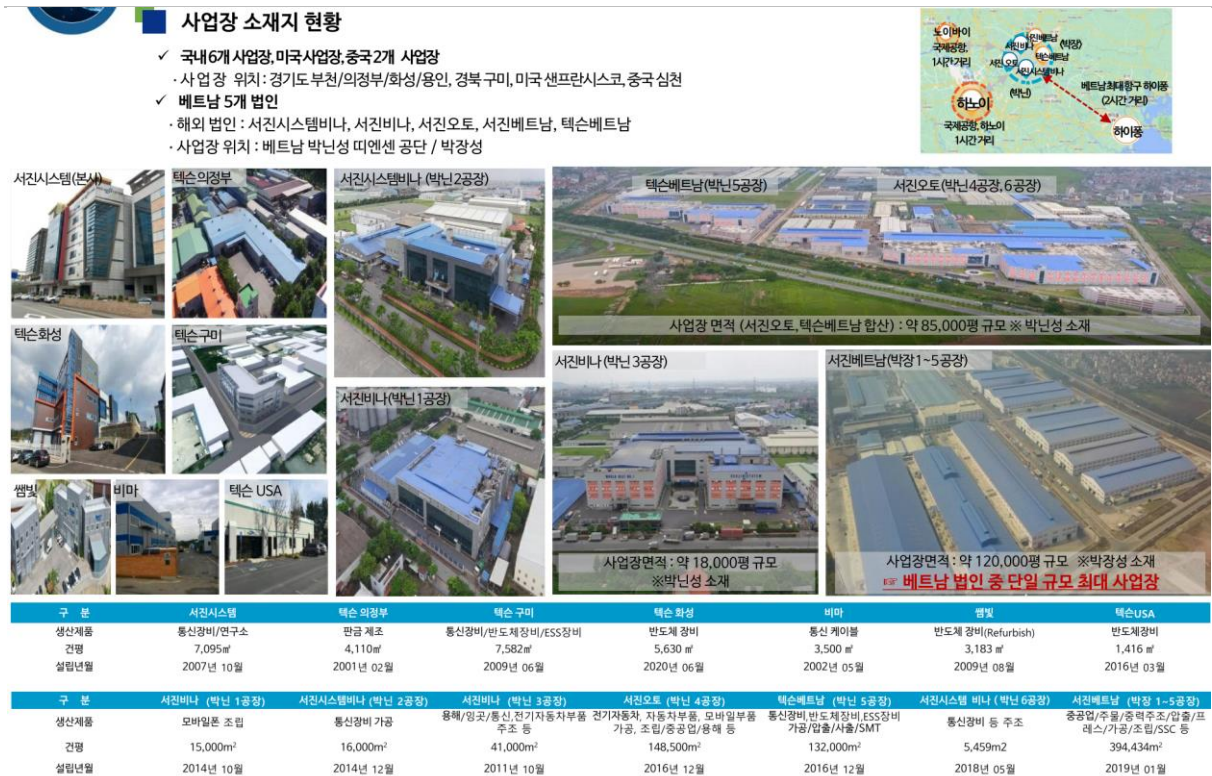 사업장 소재지 현황
✓ 국내 6개 사업장, 미국 사업장, 중국 2개 사업장
· 사업장 위치 : 경기도 부천/의정부/화성/용인, 경북 구미, 미국 샌프란시스코, 중국 심천
✓ 베트남 5개 법인
· 해외 법인 : 서진시스템비나, 서진비나, 서진오토, 서진베트남, 텍슨베트남
· 사업장 위치 : 베트남 박닌성 띠엔센 공단 / 박장성
노이바이
국제공항,
1시간 거리
서진베트남
(박장)
서진비나
텍슨베트남
서진 오토
서진시스템비나
(박닌)
하노이
국제공항, 하노이
1시간 거리
베트남 최대 항구 하이퐁
(2시간 거리)
하이퐁
서진시스템(본사)
텍슨 의정부
서진시스템비나 (박닌 2공장)
텍슨베트남(박닌 5공장)
서진오토(박닌 4공장, 6공장)
사업장 면적 (서진오토, 텍슨베트남 합산) : 약 85,000평 규모 ※ 박닌성 소재
텍슨 화성
텍슨 구미
서진비나(박닌 1공장)
서진비나 (박닌 3공장)
사업장면적 : 약 18,000평 규모
※박닌성 소재
서진베트남(박장 1~5공장)
사업장면적 : 약 120,000평 규모 ※박장성 소재
☞ 베트남 법인 중 단일 규모 최대 사업장
쌤빛
비마
텍슨 USA
구 분 서진시스템 텍슨 의정부 텍슨 구미 텍슨 화성 비마 쌤빛 텍슨USA
생산제품 통신장비/연구소 판금 제조 통신장비/반도체장비/ESS장비 반도체 장비 통신 케이블 반도체 장비(Refurbish) 반도체장비
건평 7,095㎡ 4,110㎡ 7,582㎡ 5,630 ㎡ 3,500 ㎡ 3,183 ㎡ 1,416 ㎡
설립년월 2007년 10월 2001년 02월 2009년 06월 2020년 06월 2002년 05월 2009년 08월 2016년 03월
구 분 서진비나 (박닌 1공장) 서진시스템비나 (박닌 2공장) 서진비나 (박닌 3공장) 서진오토 (박닌 4공장) 텍슨베트남 (박닌 5공장) 서진시스템 비나 (박닌 6공장) 서진베트남 (박장 1~5공장)
생산제품 모바일폰 조립 통신장비 가공 용해/잉곳/통신,전기자동차부품 주조 등 전기자동차, 자동차부품, 모바일부품 가공, 조립/중공업/용해 등 통신장비,반도체장비,ESS장비 가공/압출/사출/SMT 통신장비 등 주조 중공업/주물/중력주조/압출/프레스/가공/조립/SSC 등
건평 15,000m² 16,000m² 41,000m² 148,500m² 132,000m² 5,459m2 394,434m²
설립년월 2014년 10월 2014년 12월 2011년 10월 2016년 12월 2016년 12월 2018년 05월 2019년 01월